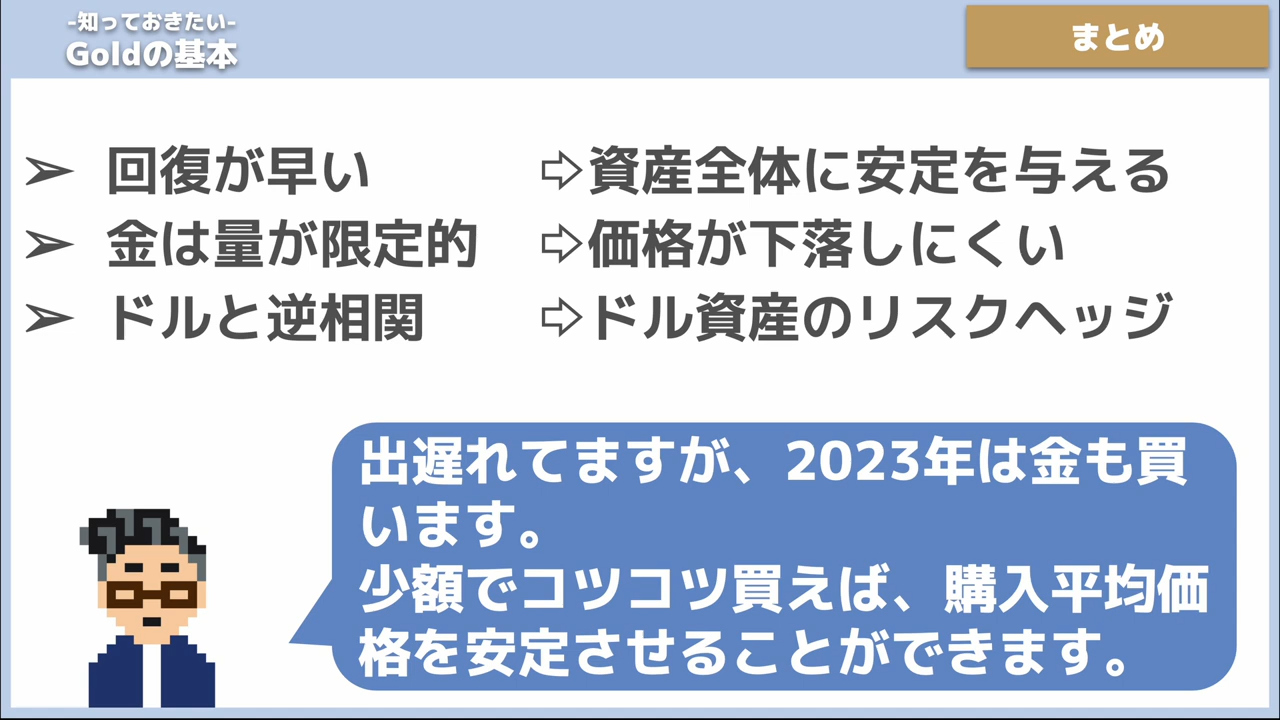 -知っておきたい-
Goldの基本
まとめ
➢ 回復が早い ⇨資産全体に安定を与える
➢ 金は量が限定的 ⇨価格が下落しにくい
➢ ドルと逆相関 ⇨ドル資産のリスクヘッジ
出遅れてますが、2023年は金も買
います。
少額でコツコツ買えば、購入平均価
格を安定させることができます。